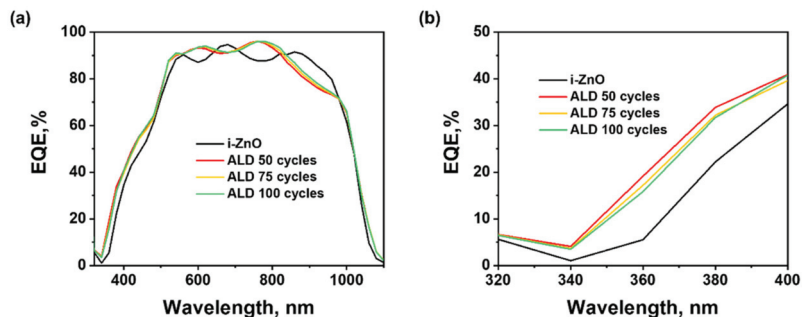 (a)
100
80
60
40
20
0
EQE,%
i-ZnO
ALD 50 cycles
ALD 75 cycles
ALD 100 cycles
400 600 800 1000
Wavelength, nm
(b)
50
40
30
20
10
0
EQE,%
i-ZnO
ALD 50 cycles
ALD 75 cycles
ALD 100 cycles
320 340 360 380 400
Wavelength, nm